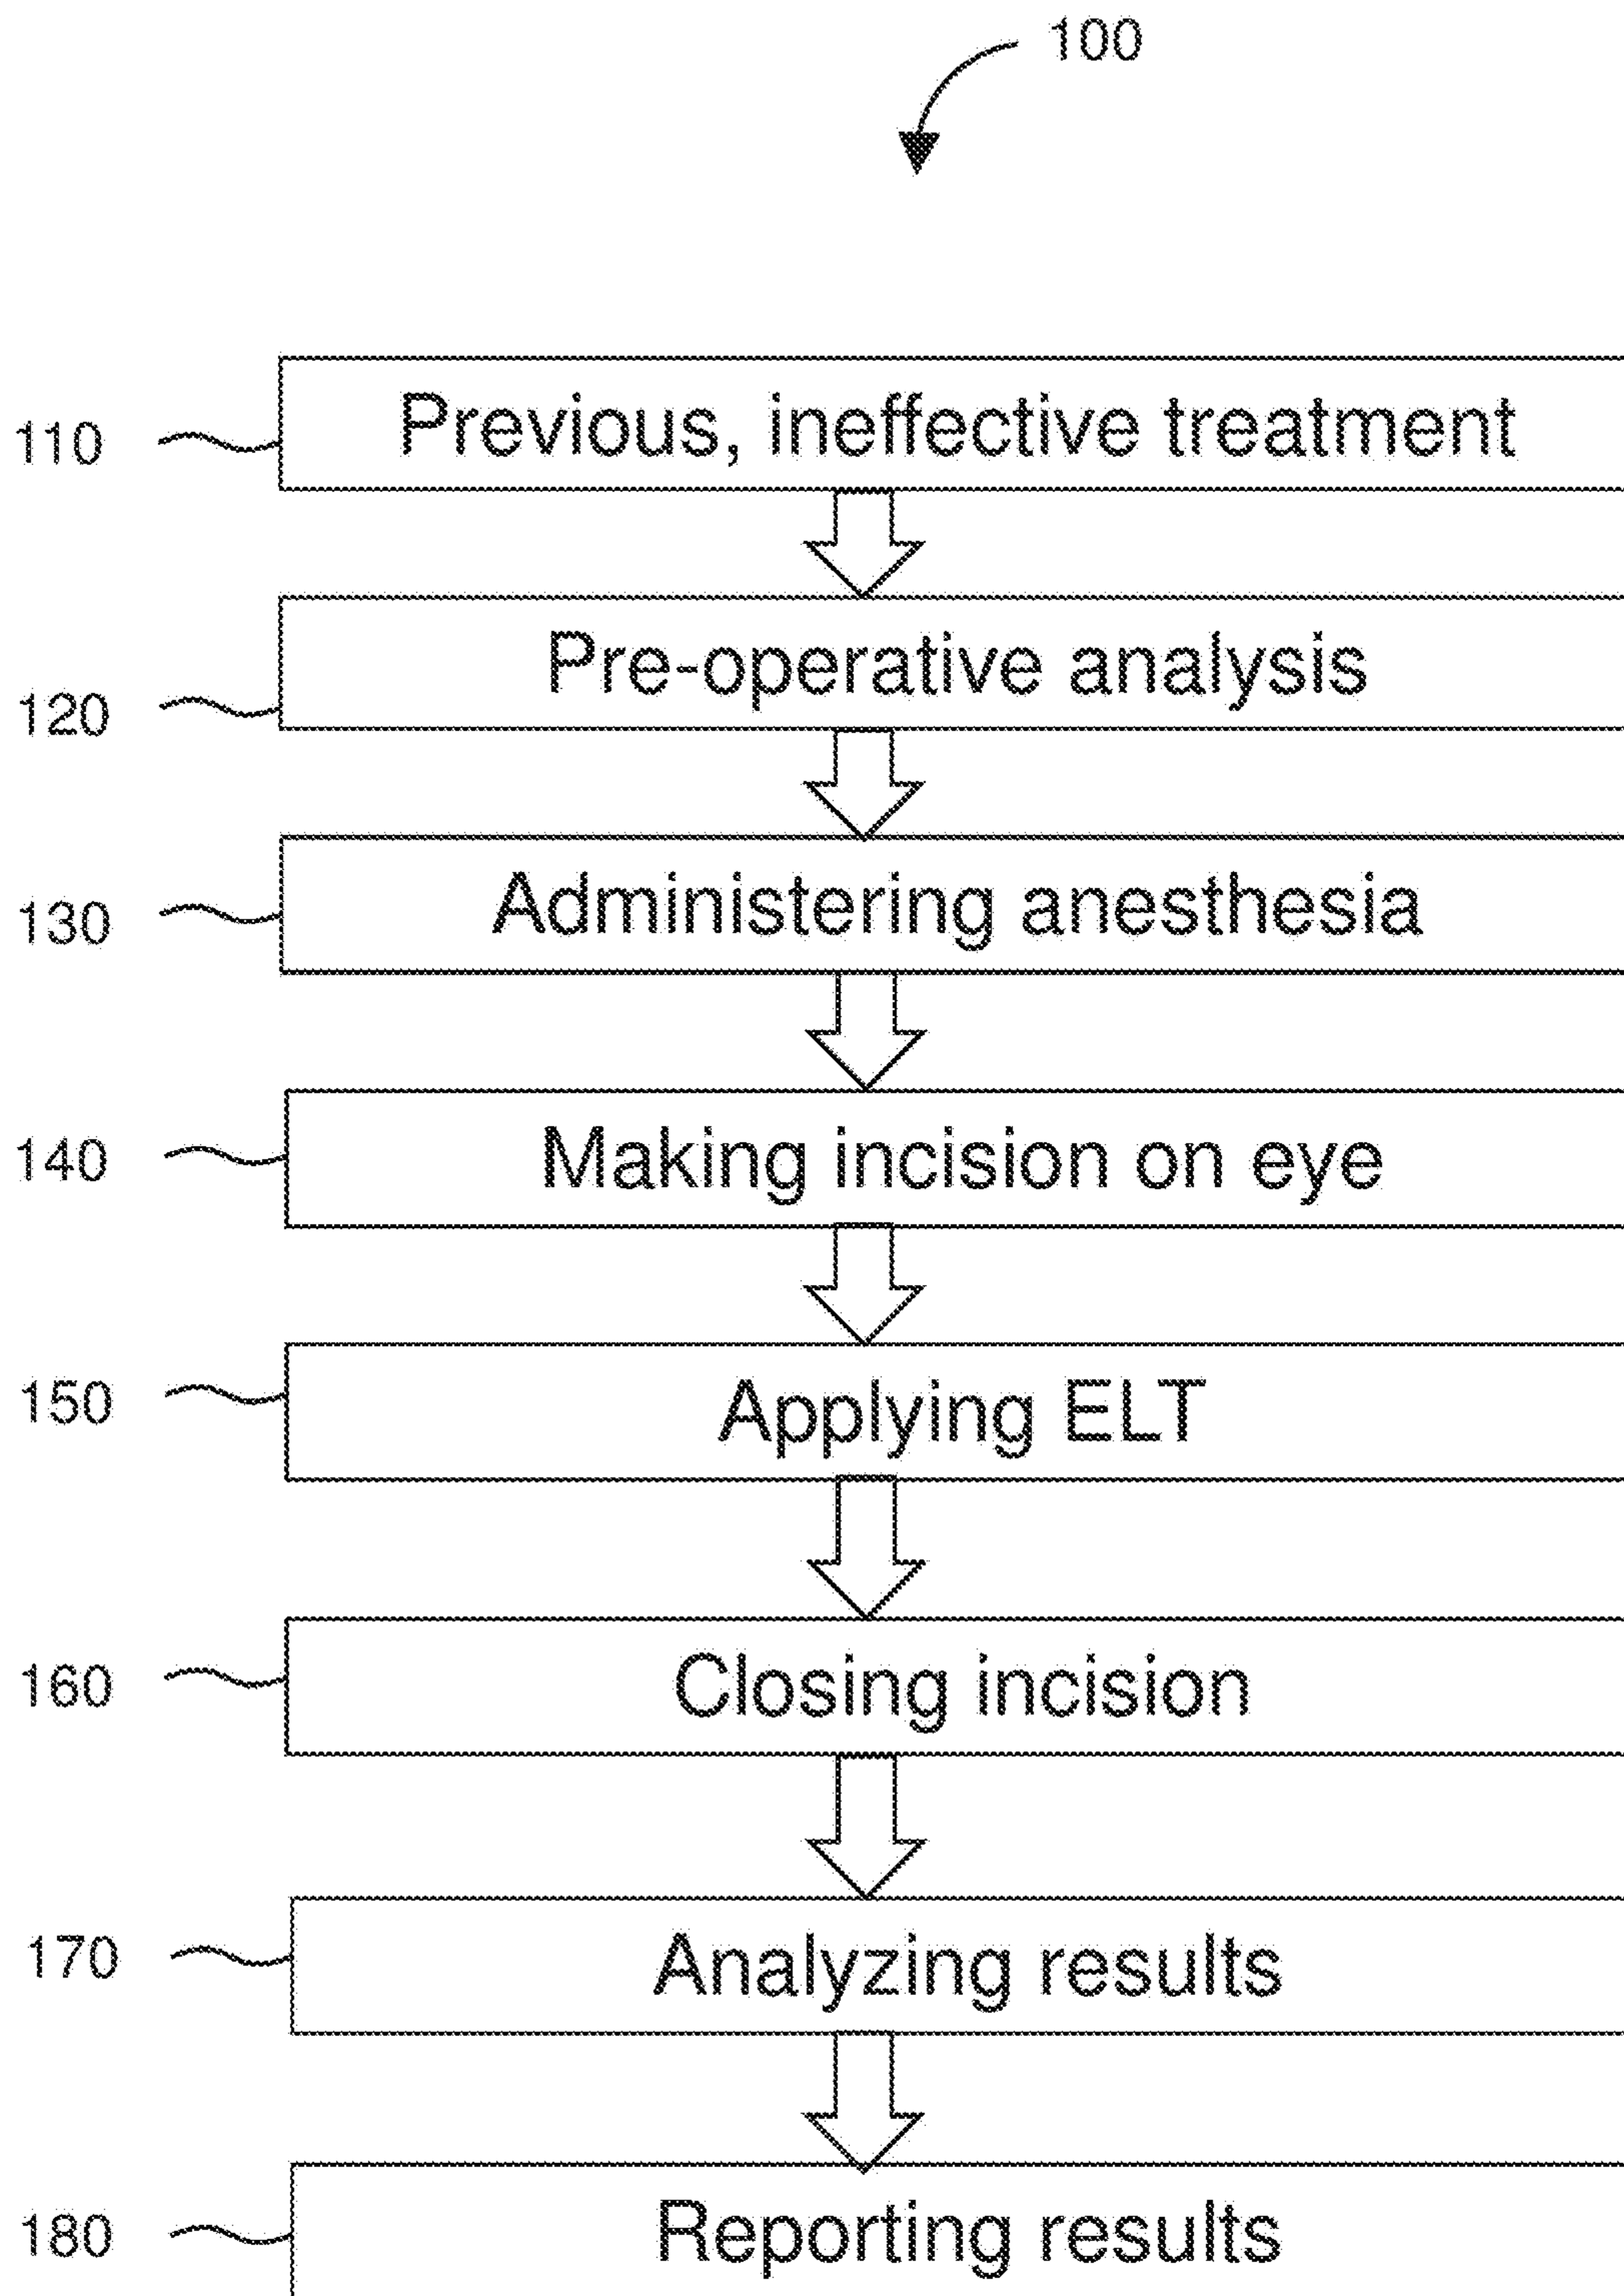 100
110 Previous, ineffective treatment
120 Pre-operative analysis
130 Administering anesthesia
140 Making incision on eye
150 Applying ELT
160 Closing incision
170 Analyzing results
180 Reporting results